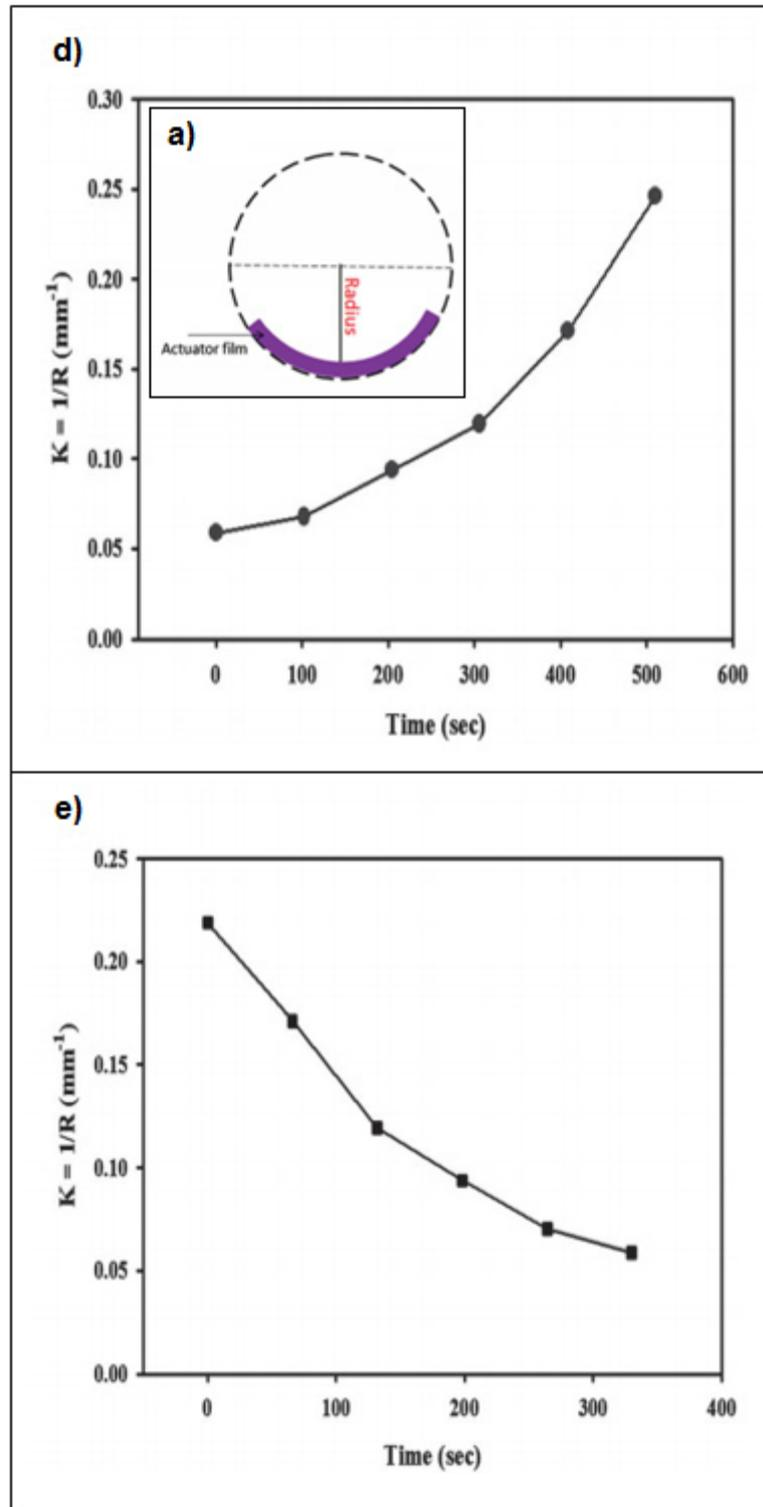 d)
0.30
0.25
0.20
0.15
0.10
0.05
0.00
K = 1/R (mm⁻¹)
a)
Radius
Actuator film
0 100 200 300 400 500 600
Time (sec)
e)
0.25
0.20
0.15
0.10
0.05
0.00
K = 1/R (mm⁻¹)
0 100 200 300 400
Time (sec)